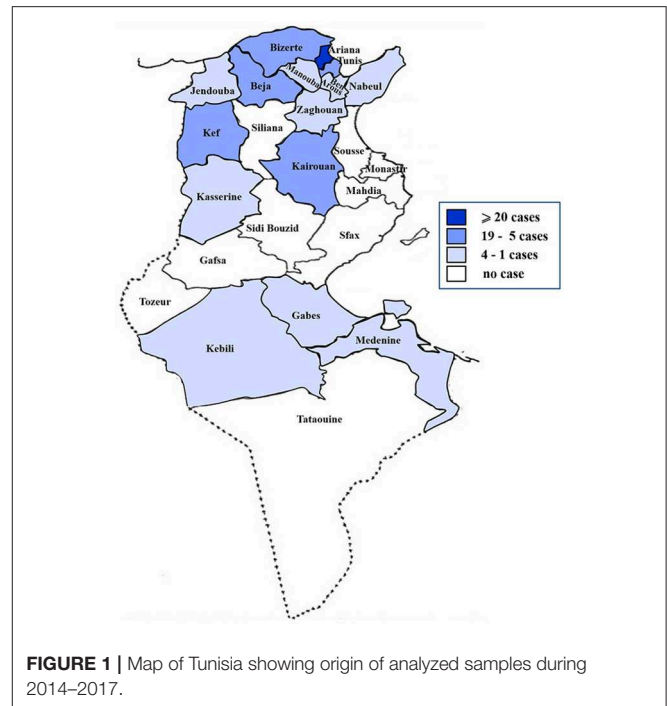 Bizerte
Ariana
Tunis
Manouba
Ben
Arous
Nabeul
Jendouba
Beja
Zaghouan
Siliana
Kef
Sousse
Kairouan
Monastir
Mahdia
Kasserine
Sidi Bouzid
Sfax
Gafsa
Tozeur
Gabes
Kebili
Medenine
Tataouine
⩾ 20 cases
19 - 5 cases
4 - 1 cases
no case
FIGURE 1 | Map of Tunisia showing origin of analyzed samples during
2014–2017.